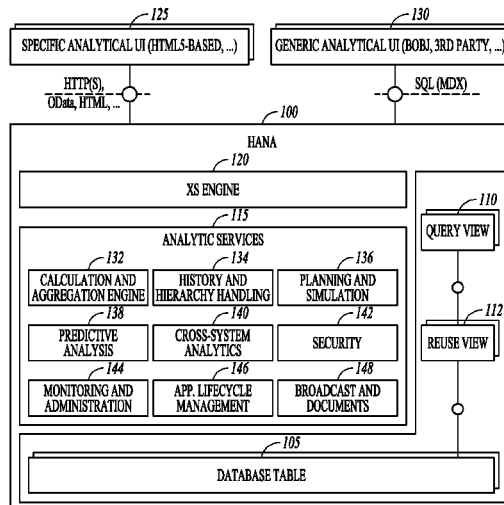 125
130
SPECIFIC ANALYTICAL UI (HTML5-BASED, ...)
GENERIC ANALYTICAL UI (BOBJ, 3RD PARTY, ...)
HTTP(S),
OData, HTML, ...
SQL (MDX)
100
HANA
120
XS ENGINE
115
ANALYTIC SERVICES
132
CALCULATION AND
AGGREGATION ENGINE
134
HISTORY AND
HIERARCHY HANDLING
136
PLANNING AND
SIMULATION
138
PREDICTIVE
ANALYSIS
140
CROSS-SYSTEM
ANALYTICS
142
SECURITY
144
MONITORING AND
ADMINISTRATION
146
APP. LIFECYCLE
MANAGEMENT
148
BROADCAST AND
DOCUMENTS
110
QUERY VIEW
112
REUSE VIEW
105
DATABASE TABLE